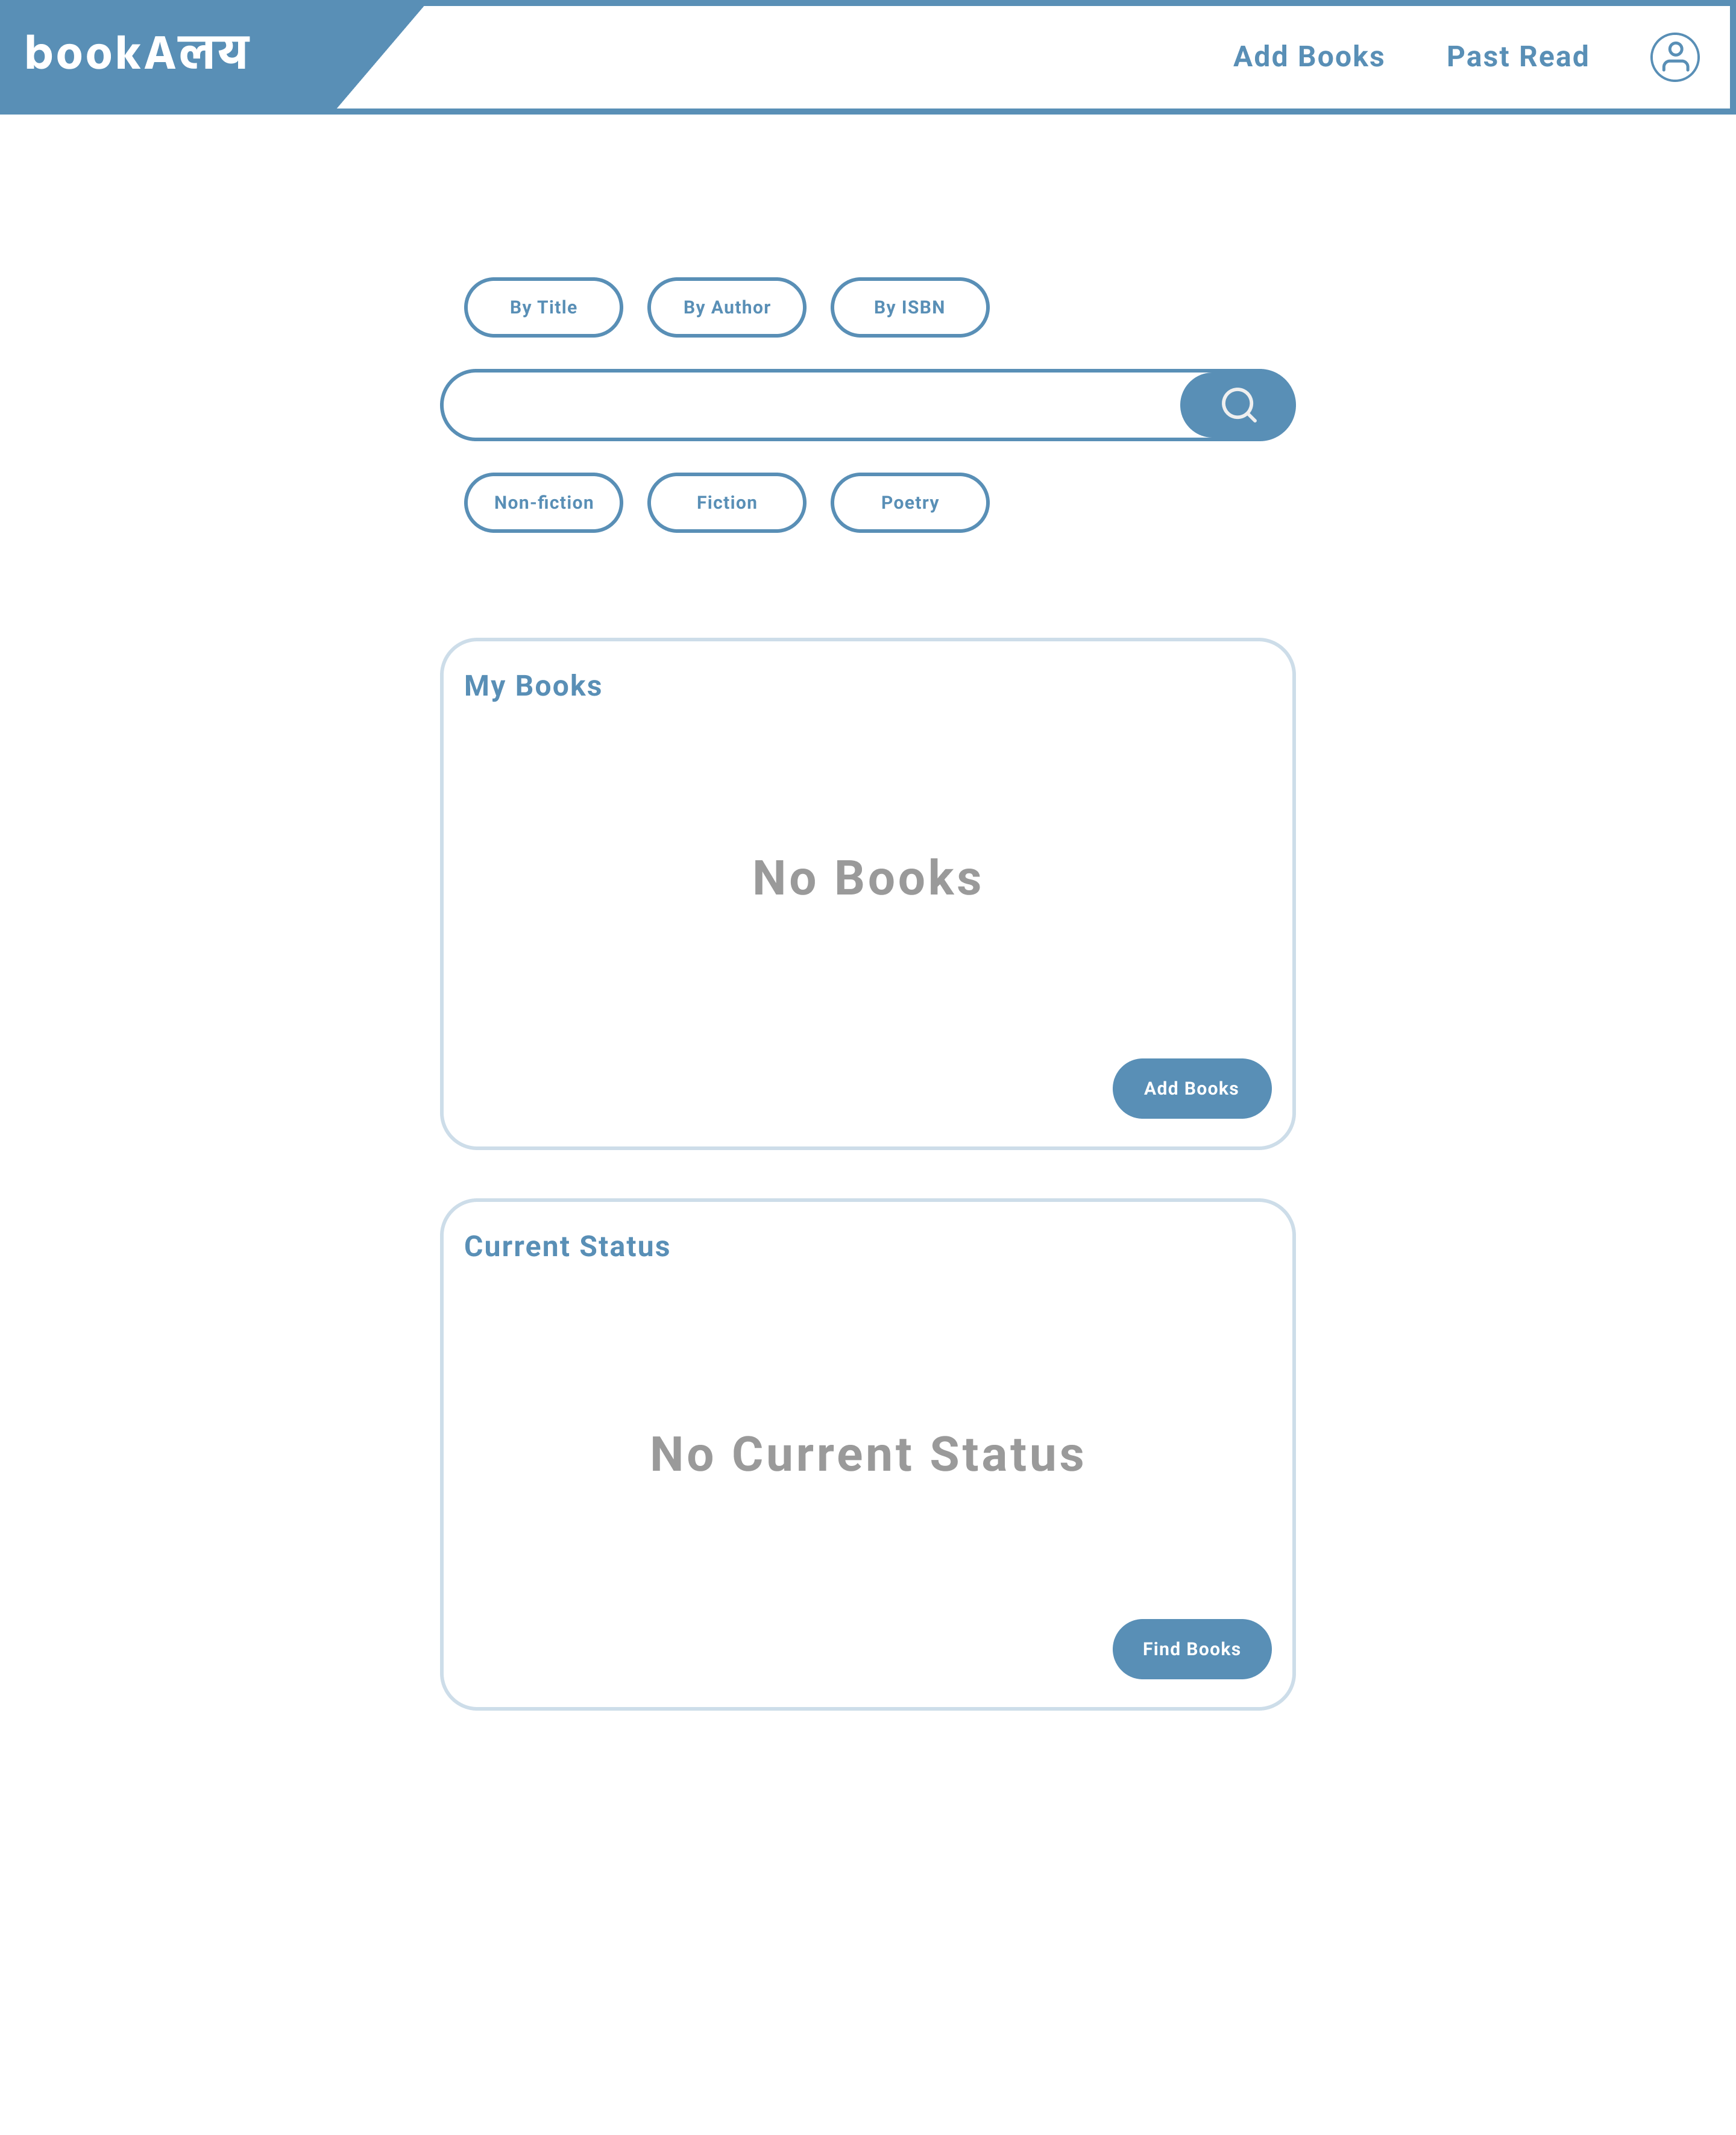 bookAलय
Add Books Past Read
By Title By Author By ISBN
Non-fiction Fiction Poetry
My Books
No Books
Add Books
Current Status
No Current Status
Find Books